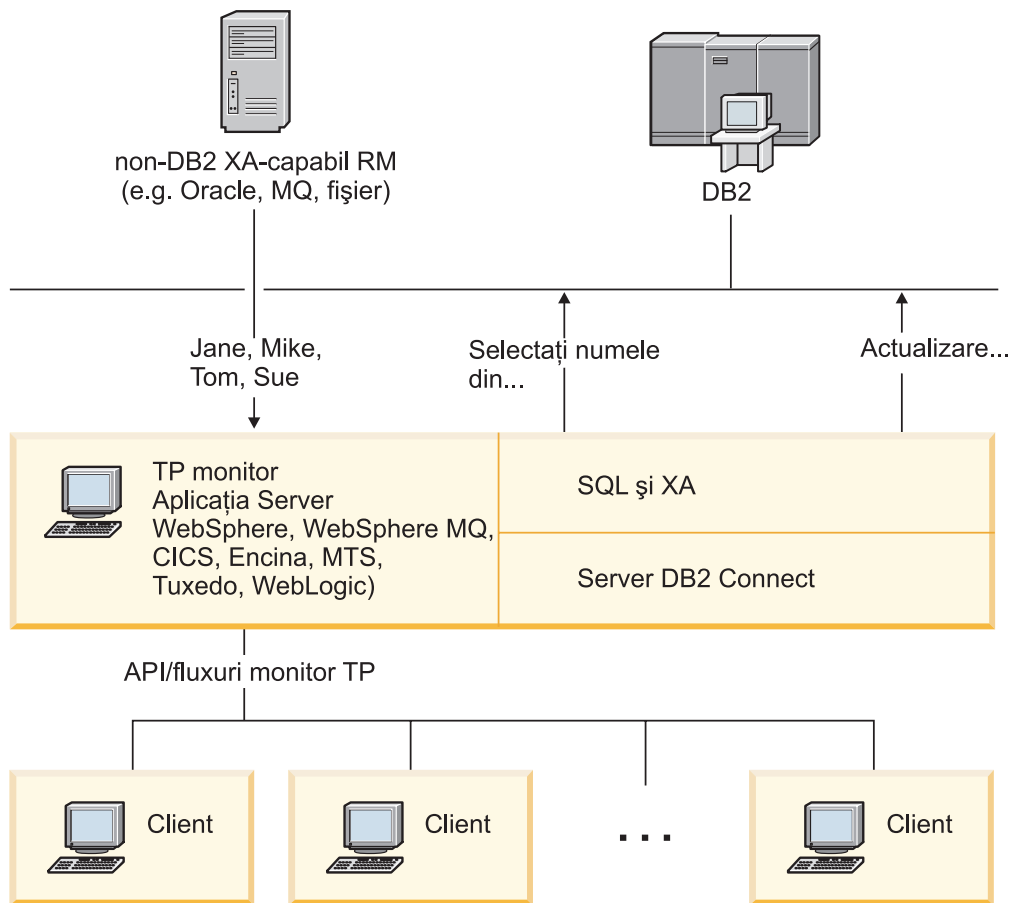 non-DB2 XA-capabil RM
(e.g. Oracle, MQ, fişier)
DB2
Jane, Mike,
Tom, Sue
Selectați numele
din...
Actualizare...
TP monitor
Aplicația Server
WebSphere, WebSphere MQ,
CICS, Encina, MTS,
Tuxedo, WebLogic)
SQL şi XA
Server DB2 Connect
API/fluxuri monitor TP
Client
Client
...
Client